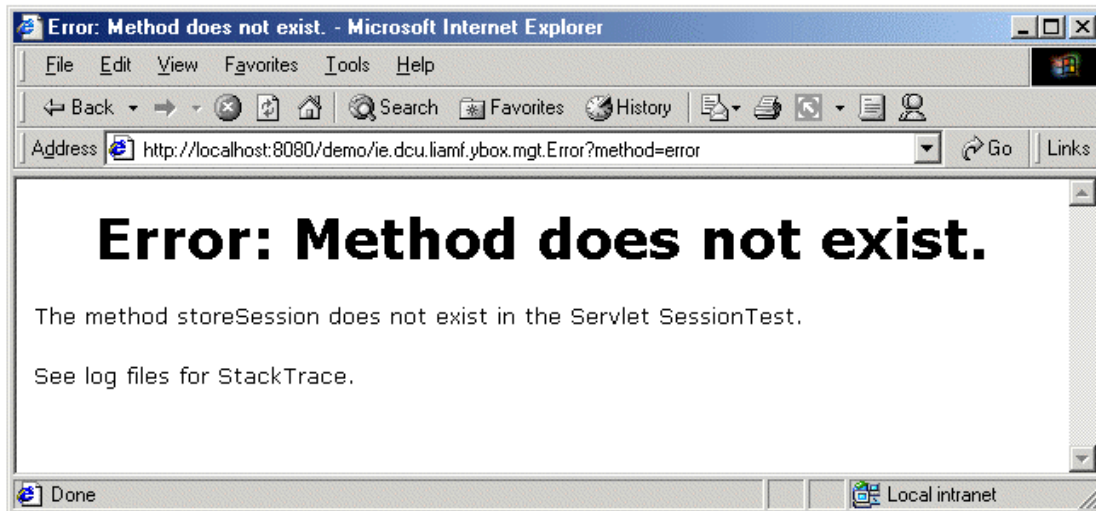 Error: Method does not exist. - Microsoft Internet Explorer
File Edit View Favorites Tools Help
Back Search Favorites History
Address http://localhost:8080/demo/ie.dcu.liamf.ybox.mgt.Error?method=error Go Links
Error: Method does not exist.
The method storeSession does not exist in the Servlet SessionTest.
See log files for StackTrace.
Done Local intranet